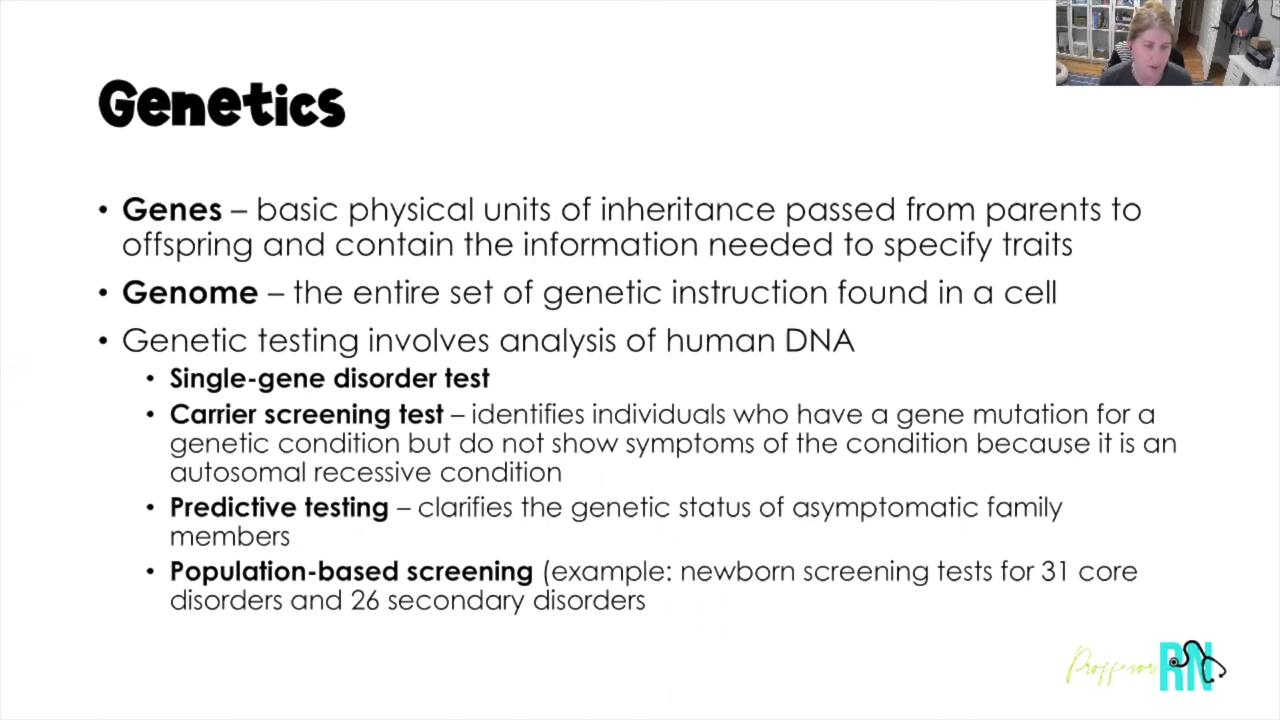 Genetics
• Genes – basic physical units of inheritance passed from parents to
offspring and contain the information needed to specify traits
• Genome – the entire set of genetic instruction found in a cell
• Genetic testing involves analysis of human DNA
• Single-gene disorder test
• Carrier screening test – identifies individuals who have a gene mutation for a
genetic condition but do not show symptoms of the condition because it is an
autosomal recessive condition
• Predictive testing – clarifies the genetic status of asymptomatic family
members
• Population-based screening (example: newborn screening tests for 31 core
disorders and 26 secondary disorders
Proffesor RN